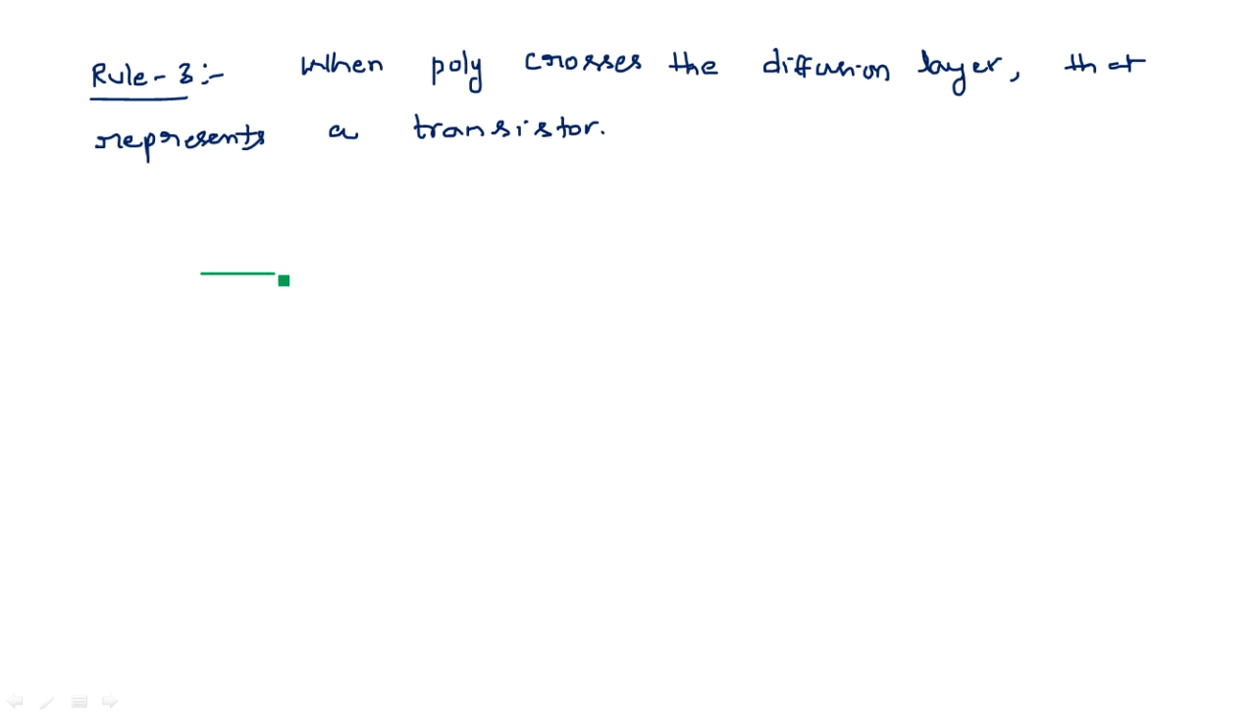 Rule-3:- When poly crosses the diffusion layer, that
represents a transistor.